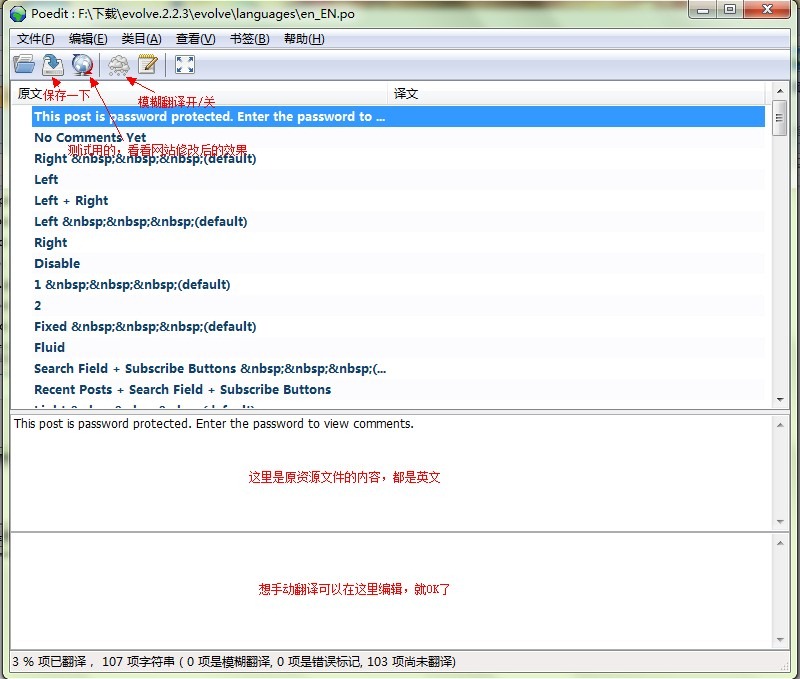 Poedit : F:\下载\evolve.2.2.3\evolve\languages\en_EN.po
文件(F) 编辑(E) 类目(A) 查看(V) 书签(B) 帮助(H)
原文 保存一下 模糊翻译开/关 译文
This post is password protected. Enter the password to ...
No Comments Yet
测试用的，看看网站修改后的效果
Right &nbsp;&nbsp;&nbsp;(default)
Left
Left + Right
Left &nbsp;&nbsp;&nbsp;(default)
Right
Disable
1 &nbsp;&nbsp;&nbsp;(default)
2
Fixed &nbsp;&nbsp;&nbsp;(default)
Fluid
Search Field + Subscribe Buttons &nbsp;&nbsp;&nbsp;(...
Recent Posts + Search Field + Subscribe Buttons
This post is password protected. Enter the password to view comments.
这里是原资源文件的内容，都是英文
想手动翻译可以在这里编辑，就OK了
3 % 项已翻译， 107 项字符串 ( 0 项是模糊翻译, 0 项是错误标记, 103 项尚未翻译)